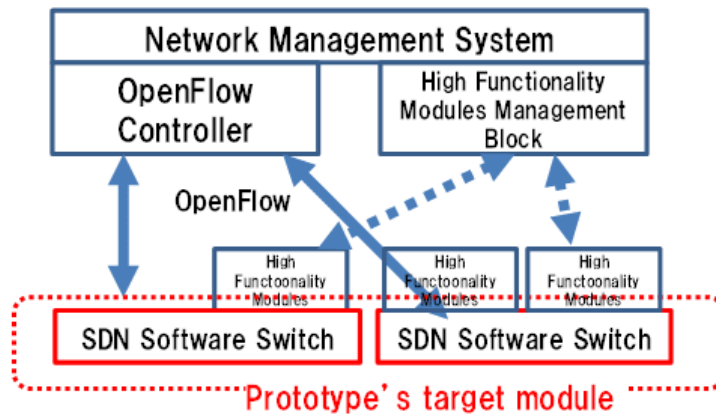 Network Management System
OpenFlow
Controller
High Functionality
Modules Management
Block
OpenFlow
High
Functoonality
Modules
High
Functoonality
Modules
High
Functoonality
Modules
SDN Software Switch
SDN Software Switch
Prototype's target module